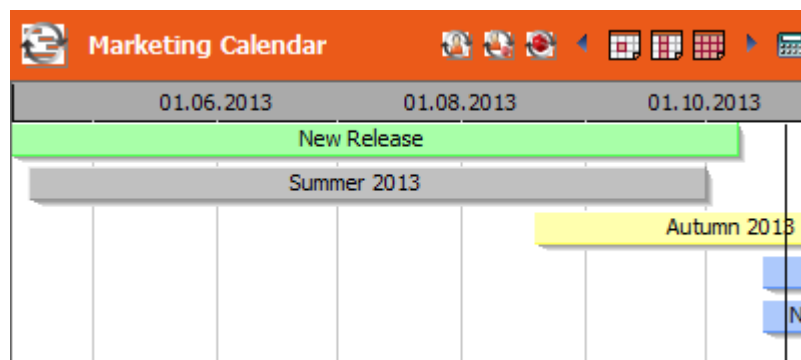 Marketing Calendar
01.06.2013 01.08.2013 01.10.2013
New Release
Summer 2013
Autumn 2013
N